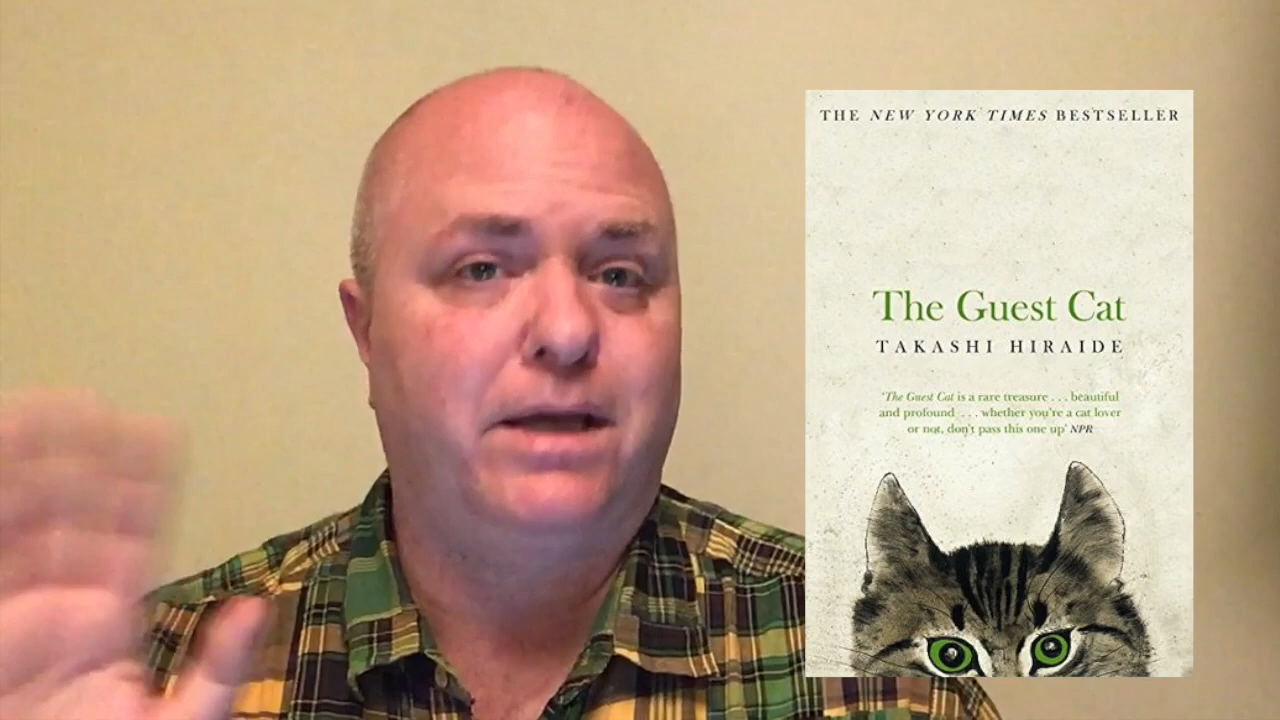 THE NEW YORK TIMES BESTSELLER
The Guest Cat
TAKASHI HIRAIDE
'The Guest Cat is a rare treasure . . . beautiful
and profound . . . whether you're a cat lover
or not, don't pass this one up' NPR